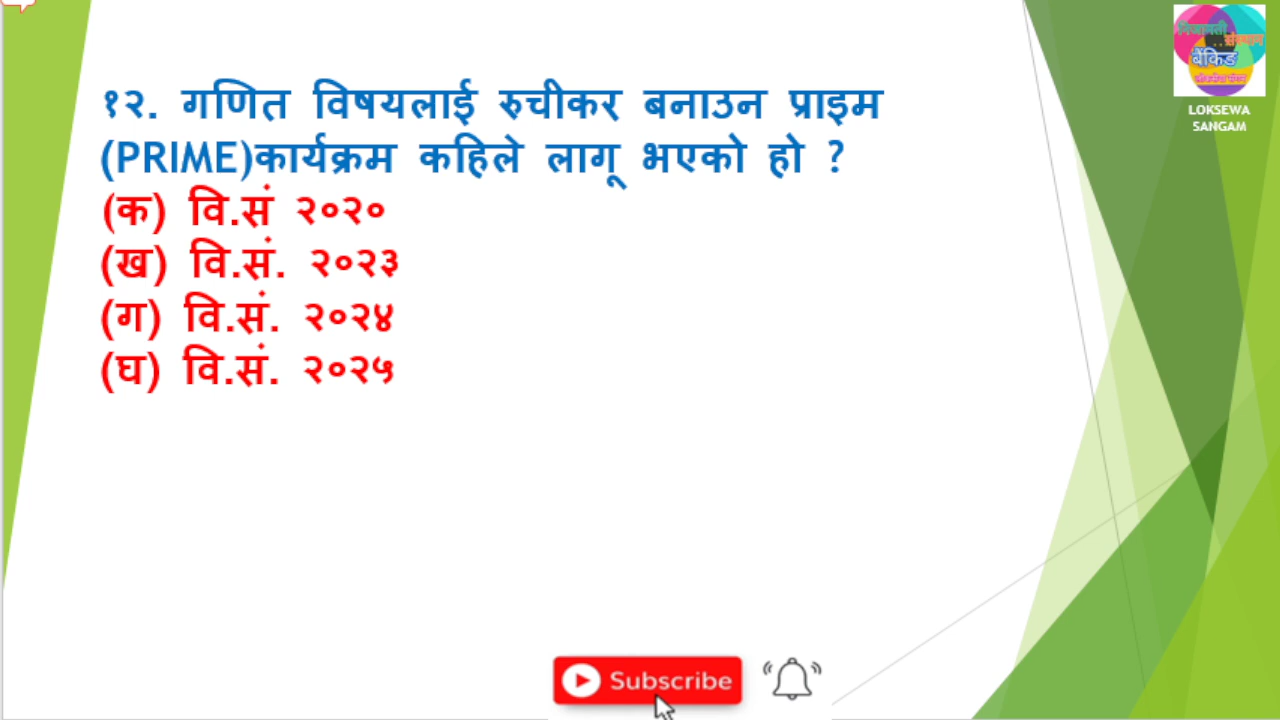 १२. गणित विषयलाई रुचीकर बनाउन प्राइम
(PRIME)कार्यक्रम कहिले लागू भएको हो ?
(क) वि.सं २०२०
(ख) वि.सं. २०२३
(ग) वि.सं. २०२४
(घ) वि.सं. २०२५
बैंकिङ
LOKSEWA
SANGAM
Subscribe